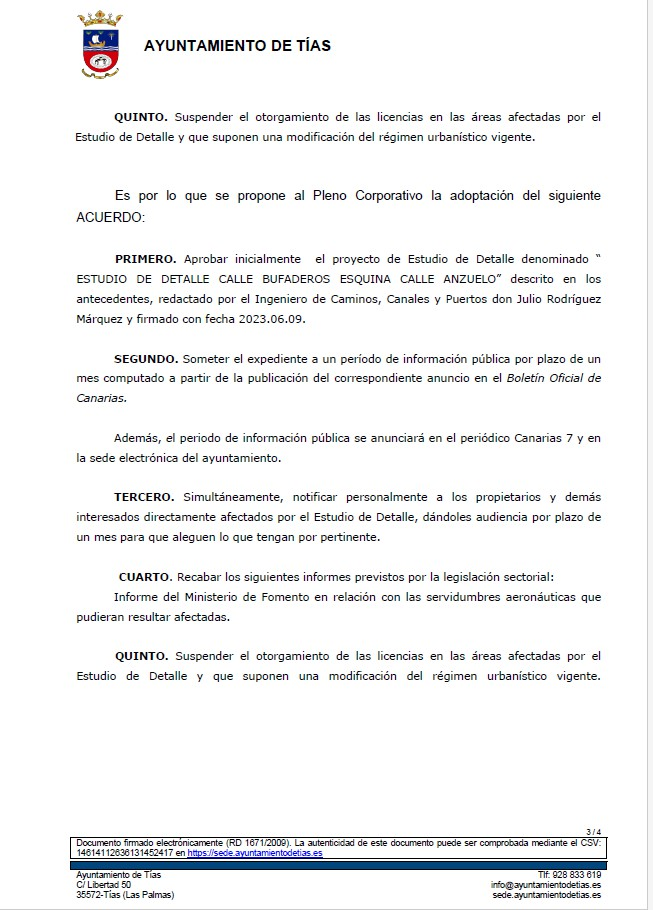 AYUNTAMIENTO DE TÍAS
QUINTO. Suspender el otorgamiento de las licencias en las áreas afectadas por el
Estudio de Detalle y que suponen una modificación del régimen urbanístico vigente.
Es por lo que se propone al Pleno Corporativo la adopción del siguiente
ACUERDO:
PRIMERO. Aprobar inicialmente el proyecto de Estudio de Detalle denominado “
ESTUDIO DE DETALLE CALLE BUFADEROS ESQUINA CALLE ANZUELO” descrito en los
antecedentes, redactado por el Ingeniero de Caminos, Canales y Puertos don Julio Rodríguez
Márquez y firmado con fecha 2023.06.09.
SEGUNDO. Someter el expediente a un período de información pública por plazo de un
mes computado a partir de la publicación del correspondiente anuncio en el Boletín Oficial de
Canarias.
Además, el periodo de información pública se anunciará en el periódico Canarias 7 y en
la sede electrónica del ayuntamiento.
TERCERO. Simultáneamente, notificar personalmente a los propietarios y demás
interesados directamente afectados por el Estudio de Detalle, dándoles audiencia por plazo de
un mes para que aleguen lo que tengan por pertinente.
CUARTO. Recabar los siguientes informes previstos por la legislación sectorial:
Informe del Ministerio de Fomento en relación con las servidumbres aeronáuticas que
pudieran resultar afectadas.
QUINTO. Suspender el otorgamiento de las licencias en las áreas afectadas por el
Estudio de Detalle y que suponen una modificación del régimen urbanístico vigente.
3 / 4
Documento firmado electrónicamente (RD 1671/2009). La autenticidad de este documento puede ser comprobada mediante el CSV:
14614112636131452417 en https://sede.ayuntamientodetias.es
Ayuntamiento de Tías Tlf: 928 833 619
C/ Libertad 50 info@ayuntamientodetias.es
35572-Tías (Las Palmas) sede.ayuntamientodetias.es